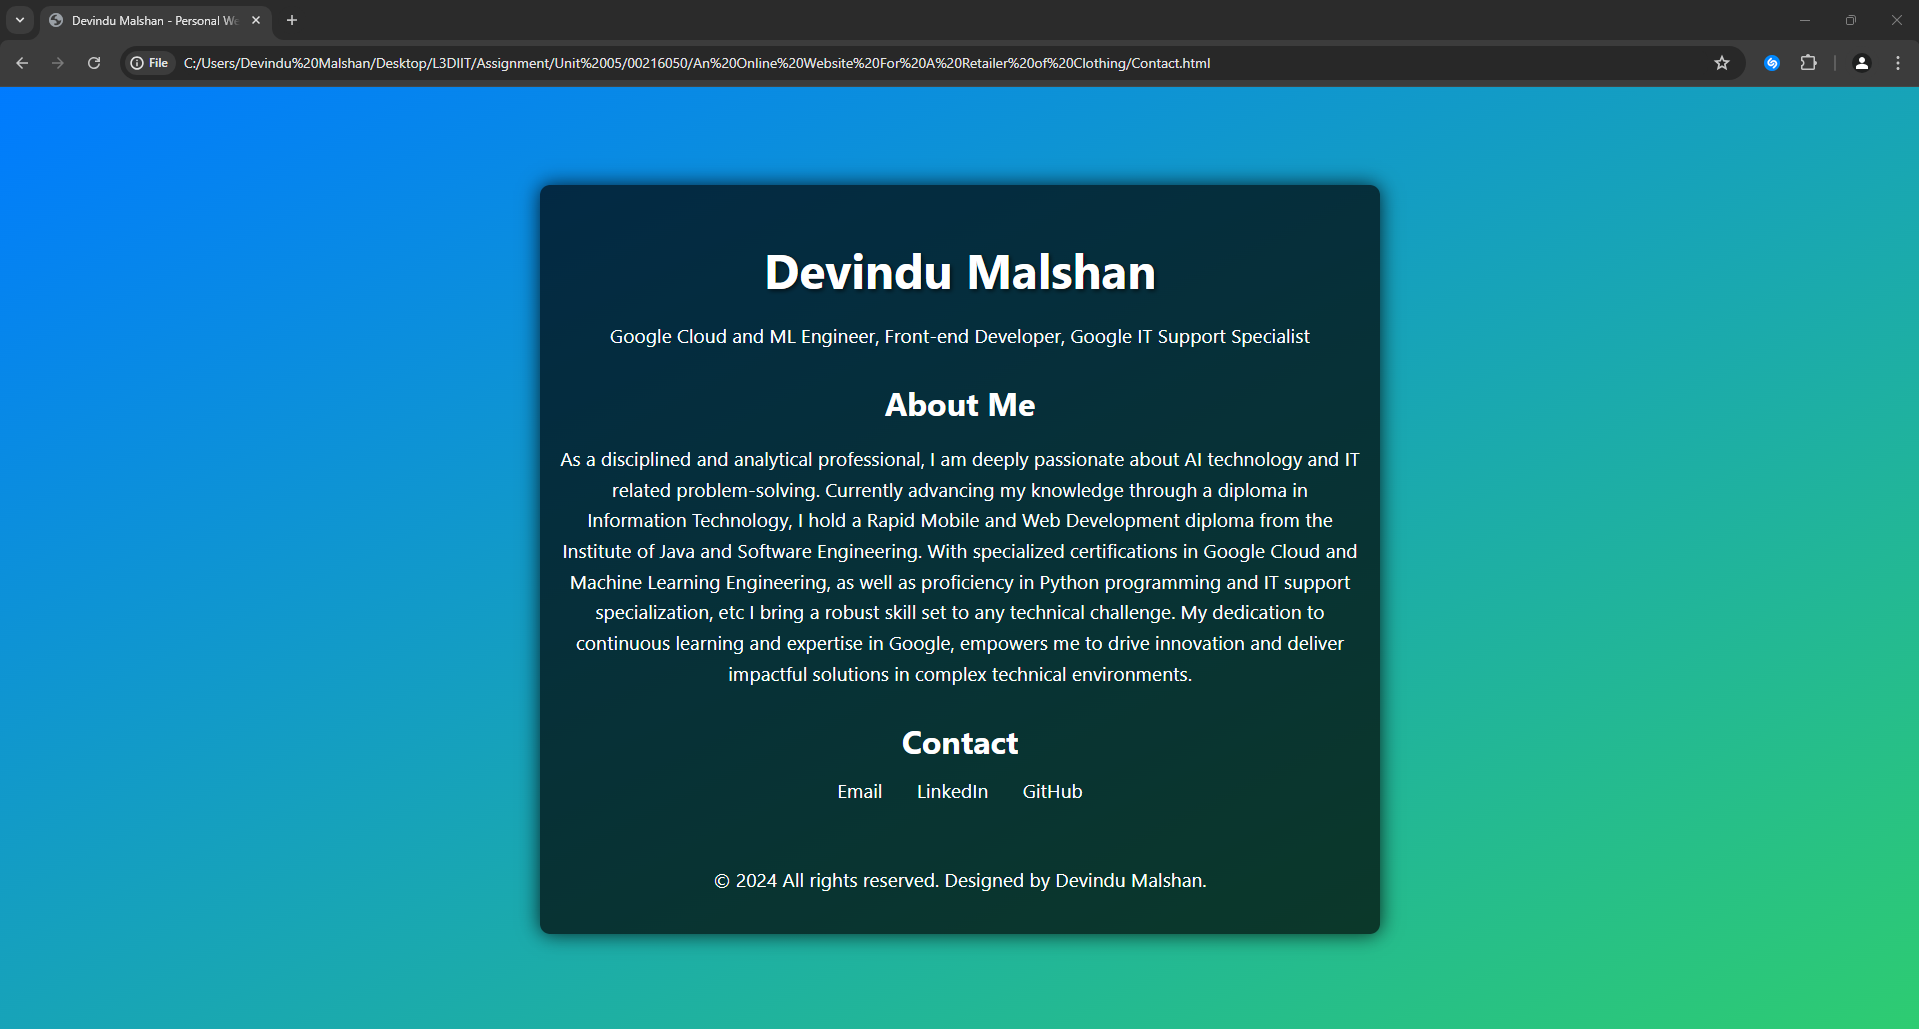 Devindu Malshan - Personal We
File
C:/Users/Devindu%20Malshan/Desktop/L3DIIT/Assignment/Unit%2005/00216050/An%20Online%20Website%20For%20A%20Retailer%20of%20Clothing/Contact.html
Devindu Malshan
Google Cloud and ML Engineer, Front-end Developer, Google IT Support Specialist
About Me
As a disciplined and analytical professional, I am deeply passionate about AI technology and IT
related problem-solving. Currently advancing my knowledge through a diploma in
Information Technology, I hold a Rapid Mobile and Web Development diploma from the
Institute of Java and Software Engineering. With specialized certifications in Google Cloud and
Machine Learning Engineering, as well as proficiency in Python programming and IT support
specialization, etc I bring a robust skill set to any technical challenge. My dedication to
continuous learning and expertise in Google, empowers me to drive innovation and deliver
impactful solutions in complex technical environments.
Contact
Email LinkedIn GitHub
© 2024 All rights reserved. Designed by Devindu Malshan.